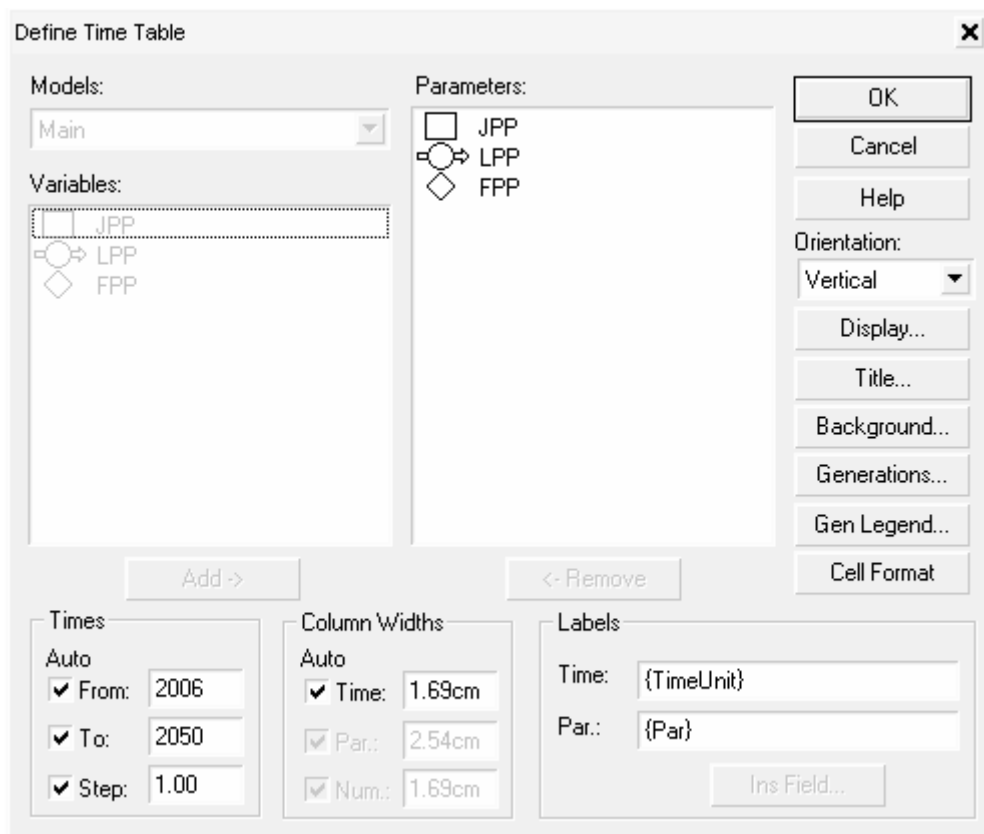 Define Time Table
Models:
Main
Variables:
JPP
LPP
FPP
Add ->
Parameters:
JPP
LPP
FPP
<- Remove
OK
Cancel
Help
Orientation:
Vertical
Display...
Title...
Background...
Generations...
Gen Legend...
Cell Format
Times
Auto
From: 2006
To: 2050
Step: 1.00
Column Widths
Auto
Time: 1.69cm
Par.: 2.54cm
Num.: 1.69cm
Labels
Time: {TimeUnit}
Par.: {Par}
Ins Field...